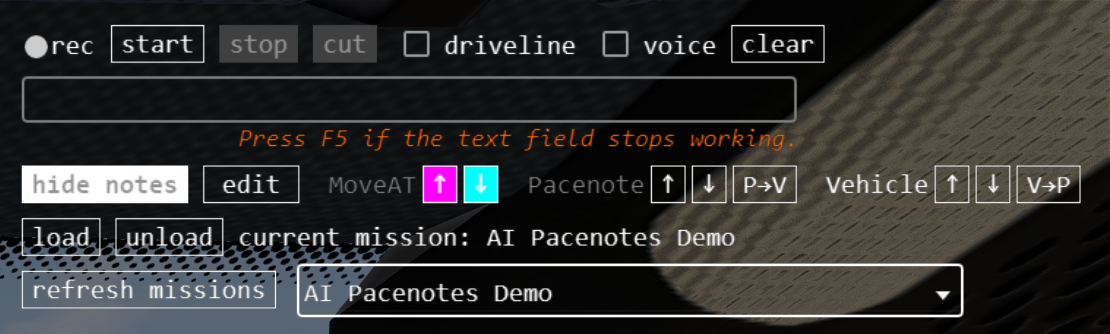 rec start stop cut driveline voice clear
Press F5 if the text field stops working.
hide notes edit MoveAT ↑ ↓ Pacenote ↑ ↓ P→V Vehicle ↑ ↓ V→P
load unload current mission: AI Pacenotes Demo
refresh missions AI Pacenotes Demo